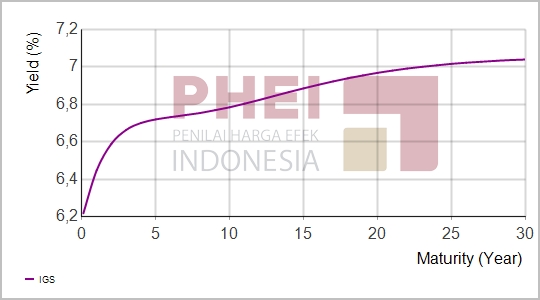 Yield (%)
7,2
7
6,8
6,6
6,4
6,2
PHEI
PENILAI HARGA EFEK
INDONESIA
0 5 10 15 20 25 30
Maturity (Year)
IGS